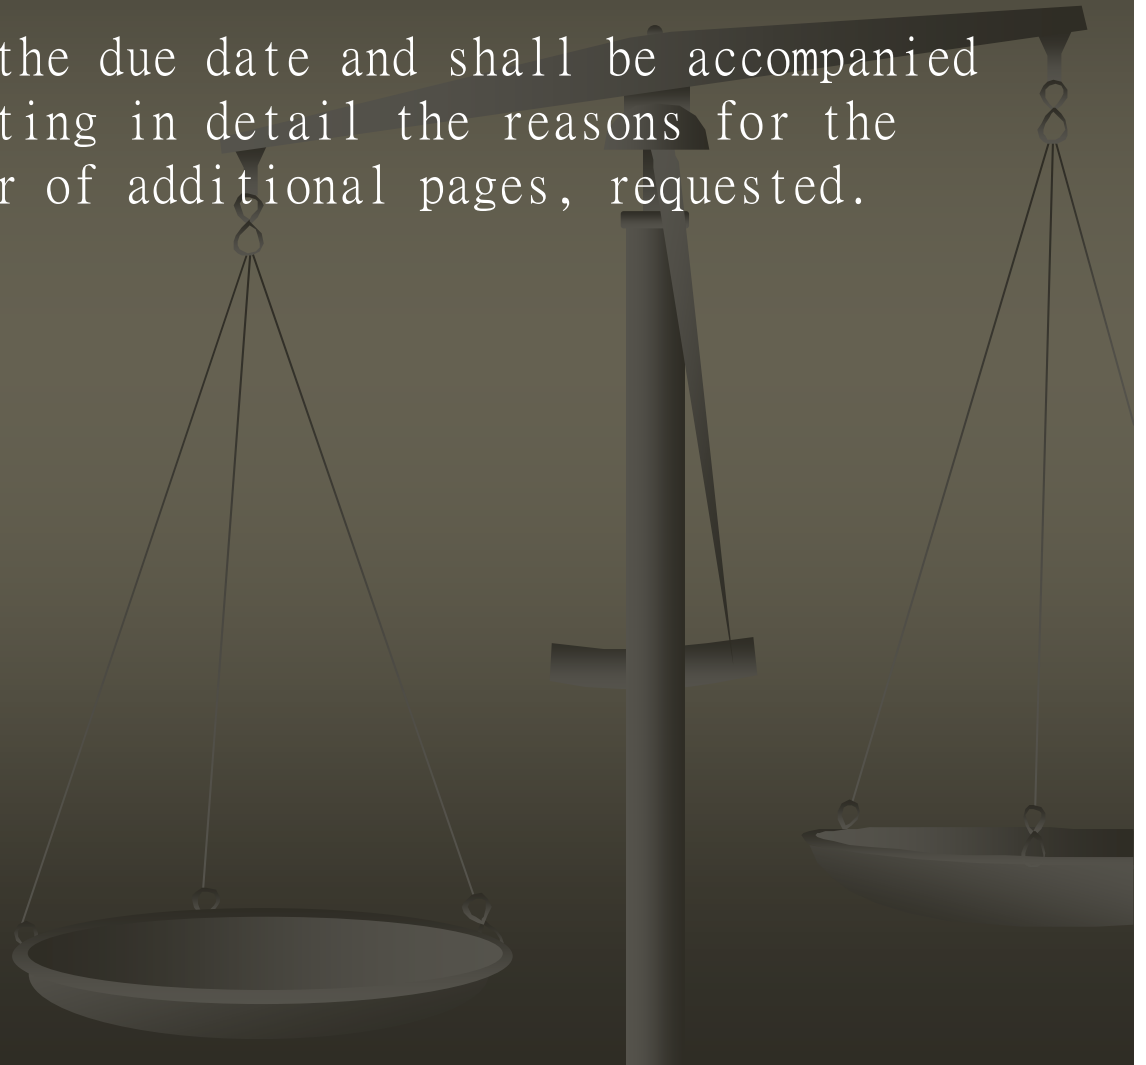 the due date and shall be accompanied
ting in detail the reasons for the
r of additional pages, requested.